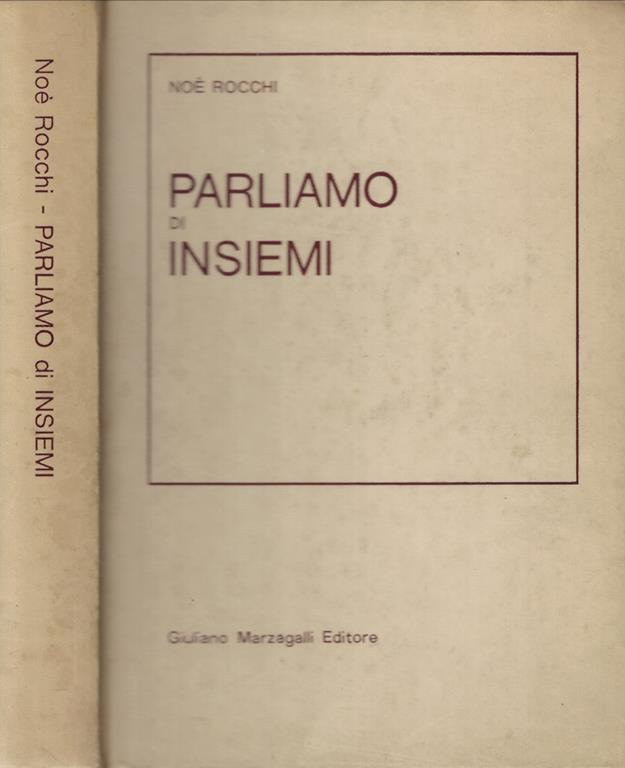 Noè Rocchi - PARLIAMO di INSIEMI
NOÈ ROCCHI
PARLIAMO
DI
INSIEMI
Giuliano Marzagalli Editore